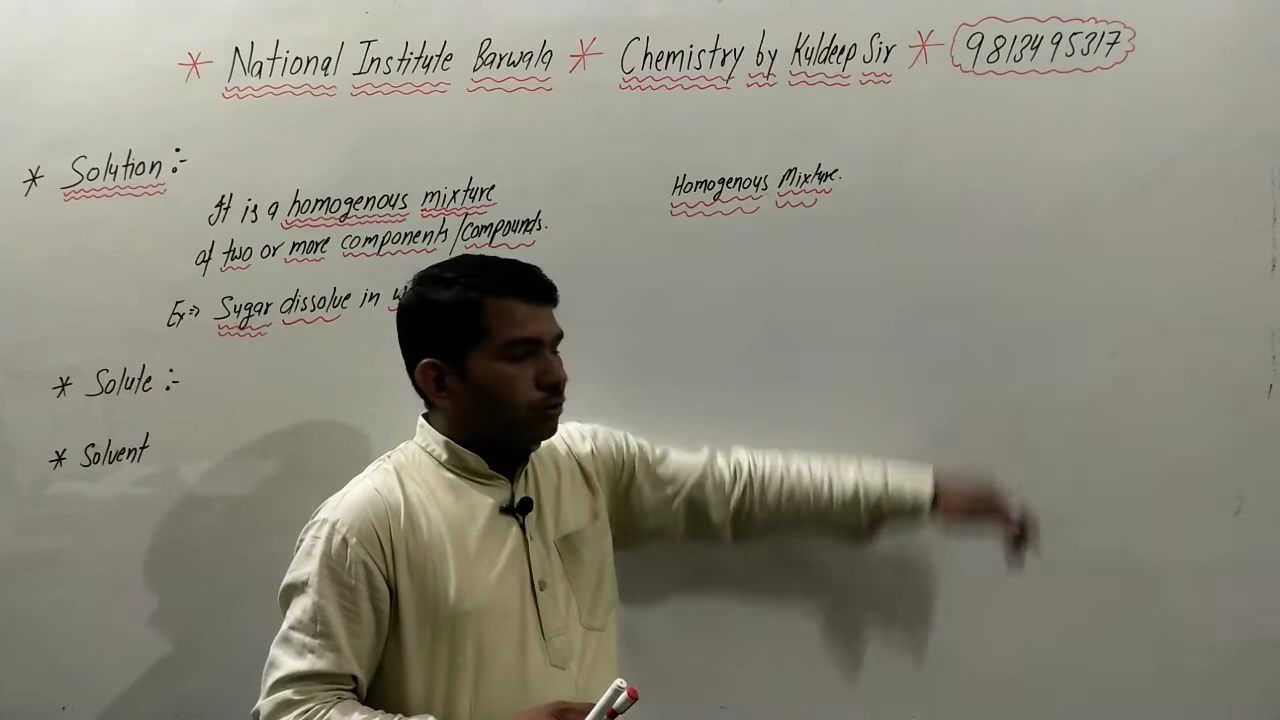 * National Institute Barwala * Chemistry by Kuldeep Sir * 9813495317
* Solution :-
It is a homogenous mixture
of two or more components/compounds.
Ex => Sugar dissolve in
* Solute :-
* Solvent
Homogenous Mixture.